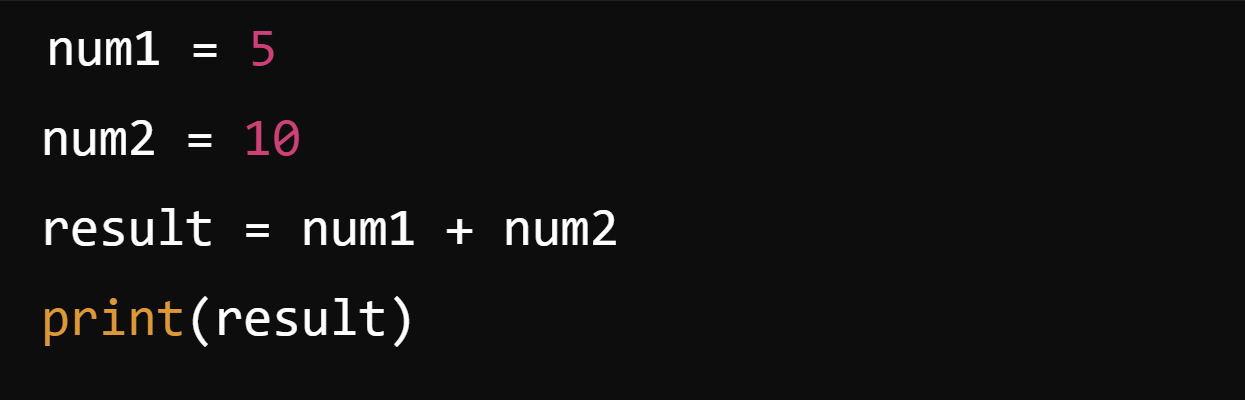 num1 = 5
num2 = 10
result = num1 + num2
print(result)